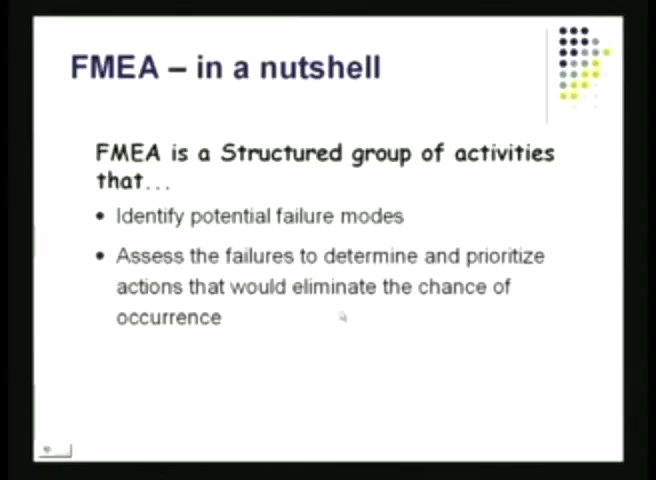 FMEA – in a nutshell
FMEA is a Structured group of activities
that...
• Identify potential failure modes
• Assess the failures to determine and prioritize
actions that would eliminate the chance of
occurrence